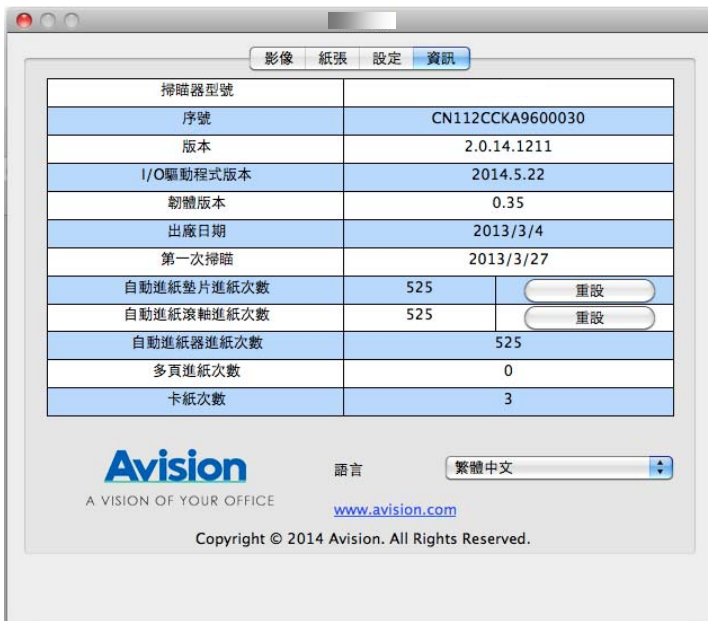 影像 紙張 設定 資訊
掃瞄器型號
序號 CN112CCKA9600030
版本 2.0.14.1211
I/O驅動程式版本 2014.5.22
韌體版本 0.35
出廠日期 2013/3/4
第一次掃瞄 2013/3/27
自動進紙墊片進紙次數 525 重設
自動進紙滾軸進紙次數 525 重設
自動進紙器進紙次數 525
多頁進紙次數 0
卡紙次數 3
Avision
A VISION OF YOUR OFFICE
語言 繁體中文
www.avision.com
Copyright © 2014 Avision. All Rights Reserved.